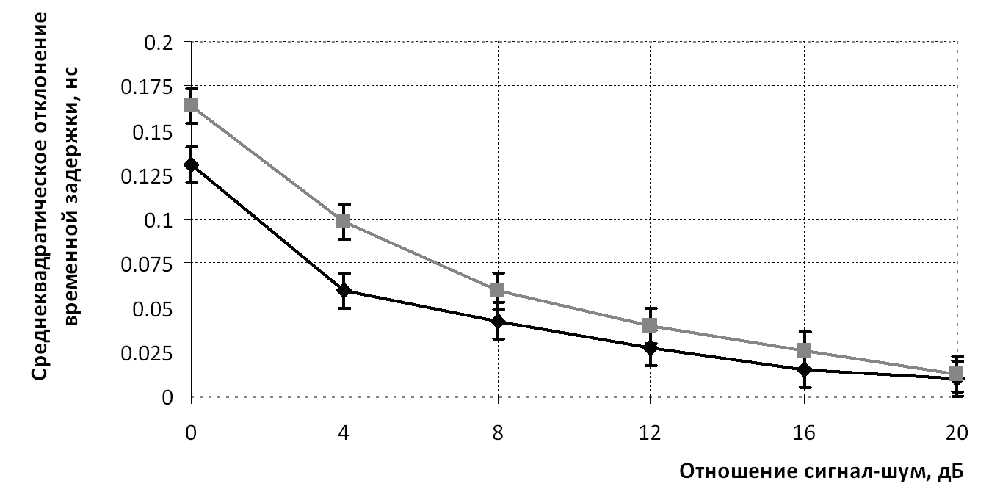 Среднеквадратическое отклонение
временной задержки, нс
0.2
0.175
0.15
0.125
0.1
0.075
0.05
0.025
0
0 4 8 12 16 20
Отношение сигнал-шум, дБ